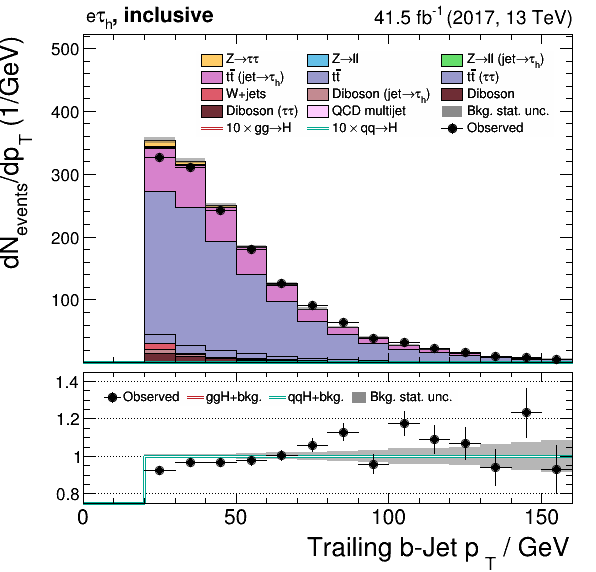 eτh, inclusive 41.5 fb-1 (2017, 13 TeV)
dNevents/dpT (1/GeV)
500
400
300
200
100
Z→ττ Z→ll Z→ll (jet→τh)
tt̄ (jet→τh) tt̄ tt̄ (ττ)
W+jets Diboson (jet→τh) Diboson
Diboson (ττ) QCD multijet Bkg. stat. unc.
10 × gg→H 10 × qq→H Observed
1.4
1.2
1
0.8
Observed ggH+bkg. qqH+bkg. Bkg. stat. unc.
0 50 100 150
Trailing b-Jet pT / GeV